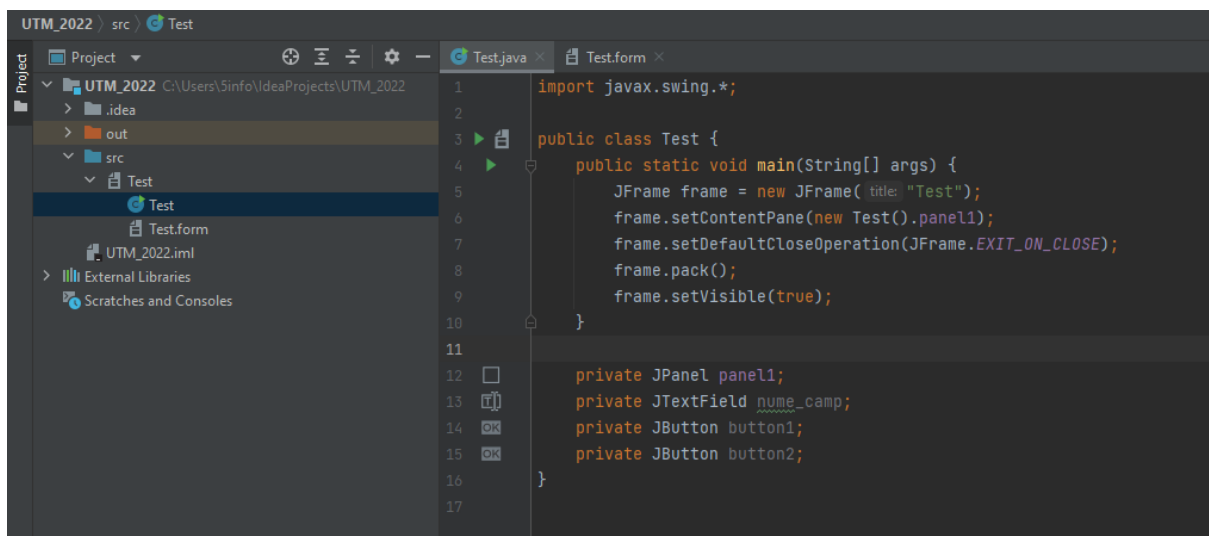 UTM_2022 〉 src 〉 Test
Project
Project
Test.java ×
Test.form ×
UTM_2022 C:\Users\5info\IdeaProjects\UTM_2022
.idea
out
src
Test
Test
Test.form
UTM_2022.iml
External Libraries
Scratches and Consoles
1 import javax.swing.*;
2
3 public class Test {
4     public static void main(String[] args) {
5         JFrame frame = new JFrame( title: "Test");
6         frame.setContentPane(new Test().panel1);
7         frame.setDefaultCloseOperation(JFrame.EXIT_ON_CLOSE);
8         frame.pack();
9         frame.setVisible(true);
10     }
11
12     private JPanel panel1;
13     private JTextField nume_camp;
14 OK     private JButton button1;
15 OK     private JButton button2;
16 }
17